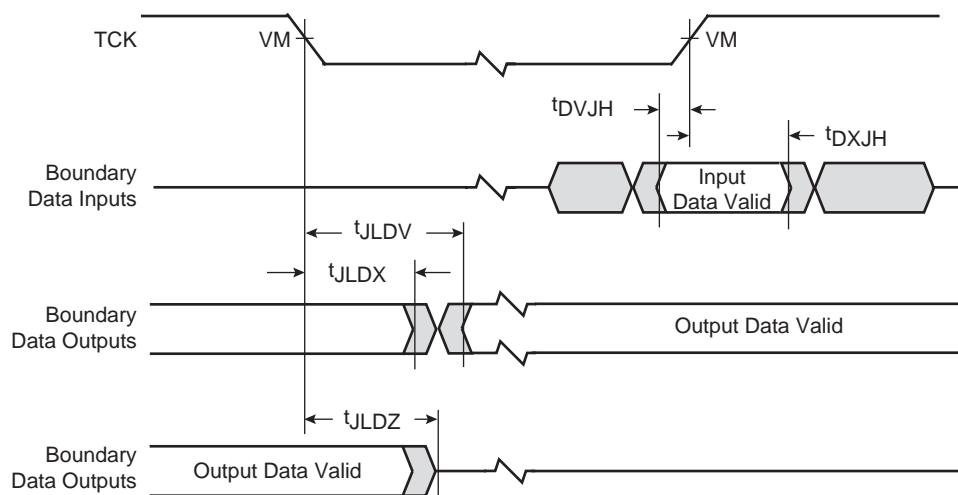 TCK
VM
VM
tDVJH
tDXJH
Boundary
Data Inputs
Input
Data Valid
tJLDV
tJLDX
Boundary
Data Outputs
Output Data Valid
tJLDZ
Boundary
Data Outputs
Output Data Valid